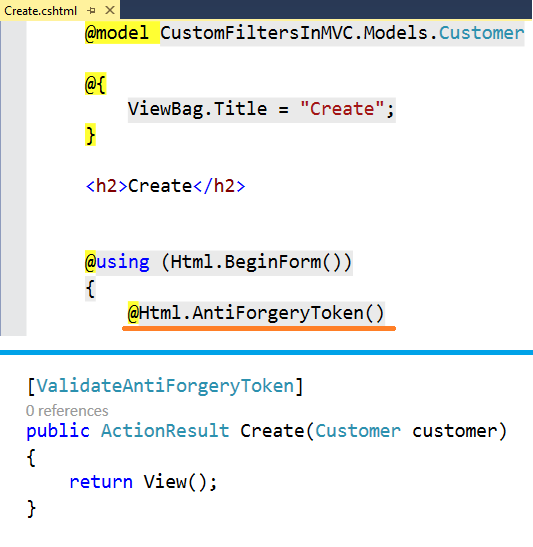 Create.cshtml
@model CustomFiltersInMVC.Models.Customer
@{
ViewBag.Title = "Create";
}
<h2>Create</h2>
@using (Html.BeginForm())
{
@Html.AntiForgeryToken()
[ValidateAntiForgeryToken]
0 references
public ActionResult Create(Customer customer)
{
return View();
}